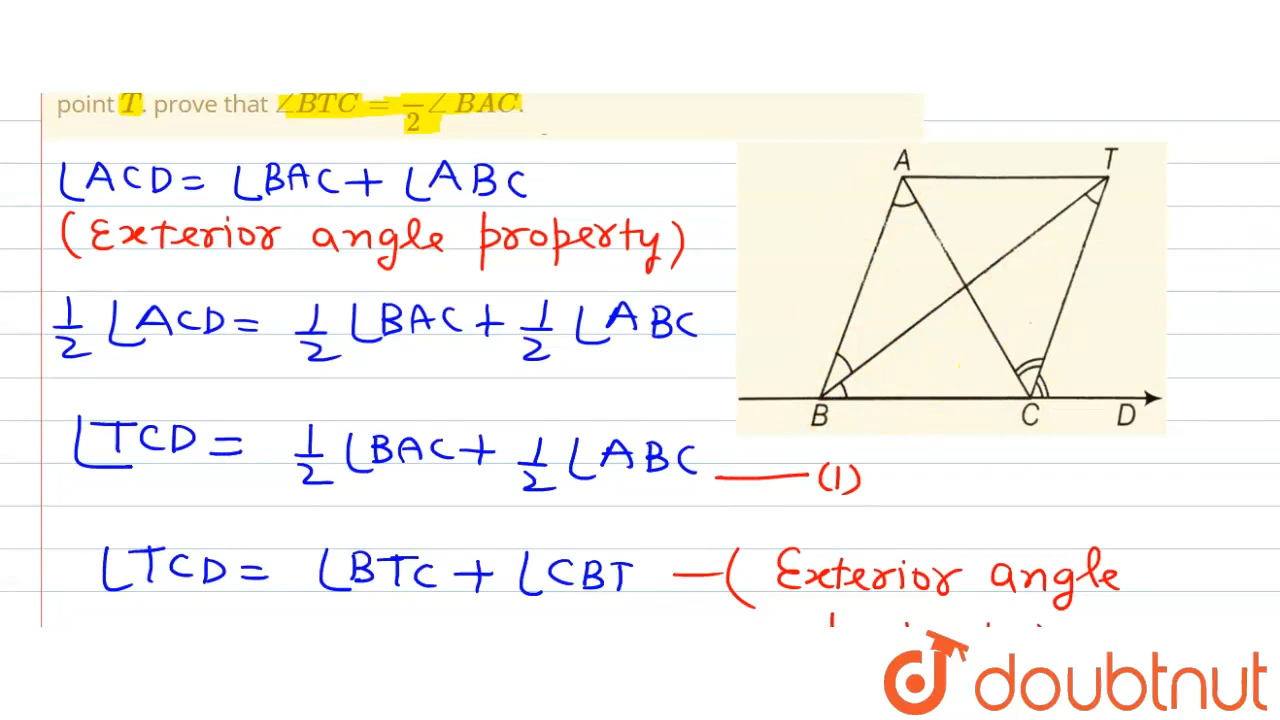 point T. prove that ∠BTC = —/2 ∠ BAC.
∠ACD = ∠BAC + ∠ABC
(Exterior angle property)
1/2 ∠ACD = 1/2 ∠BAC + 1/2 ∠ABC
∠TCD = 1/2 ∠BAC + 1/2 ∠ABC —(1)
∠TCD = ∠BTC + ∠CBT —(Exterior angle
A T
B C D
doubtnut